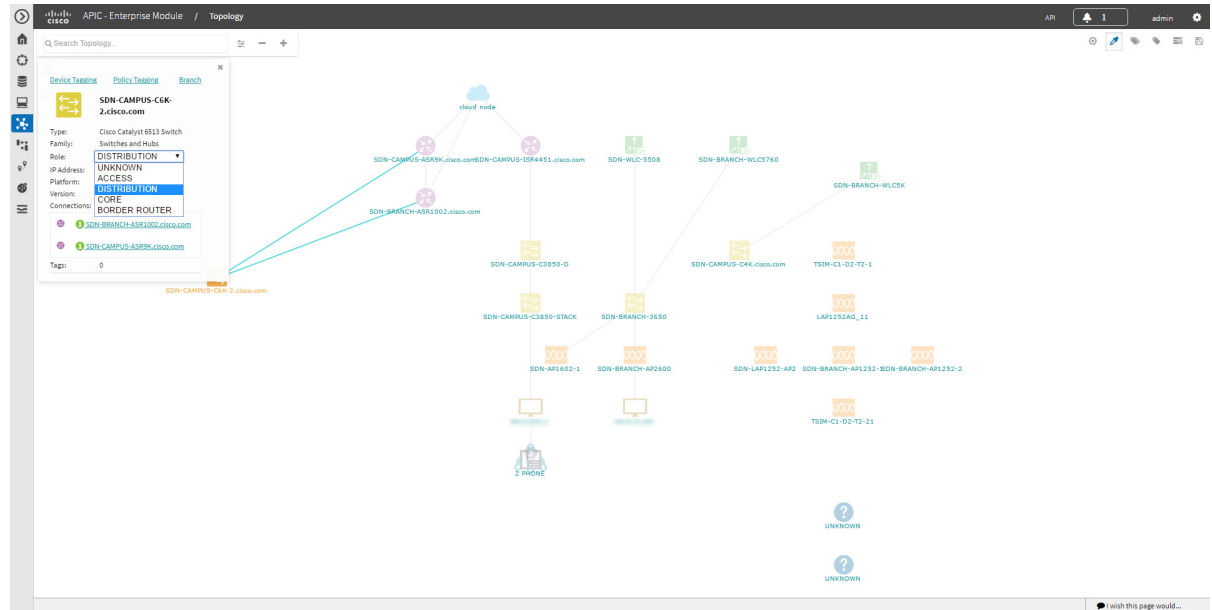 cisco APIC - Enterprise Module / Topology API 1 admin
Search Topology...
Device Tagging Policy Tagging Branch
SDN-CAMPUS-C6K-
2.cisco.com
Type: Cisco Catalyst 6513 Switch
Family: Switches and Hubs
Role: DISTRIBUTION
UNKNOWN
ACCESS
DISTRIBUTION
CORE
BORDER ROUTER
IP Address:
Platform:
Version:
Connections:
1 SDN-BRANCH-ASR1002.cisco.com
1 SDN-CAMPUS-ASR9K.cisco.com
Tags: 0
SDN-CAMPUS-C6K-2.cisco.com
cloud node
SDN-CAMPUS-ASR9K.cisco.com
SDN-CAMPUS-ISR4451.cisco.com
SDN-WLC-5508
SDN-BRANCH-WLC5760
SDN-BRANCH-WLC5K
SDN-BRANCH-ASR1002.cisco.com
SDN-CAMPUS-C3850-D
SDN-CAMPUS-C4K.cisco.com
TSIM-C1-D2-T2-1
SDN-CAMPUS-C3850-STACK
SDN-BRANCH-3650
LAP1252AG_11
SDN-AP1602-1
SDN-BRANCH-AP2600
SDN-LAP1252-AP2
SDN-BRANCH-AP1252-1
SDN-BRANCH-AP1252-2
TSIM-C1-D2-T2-21
2 PHONE
UNKNOWN
UNKNOWN
I wish this page would...